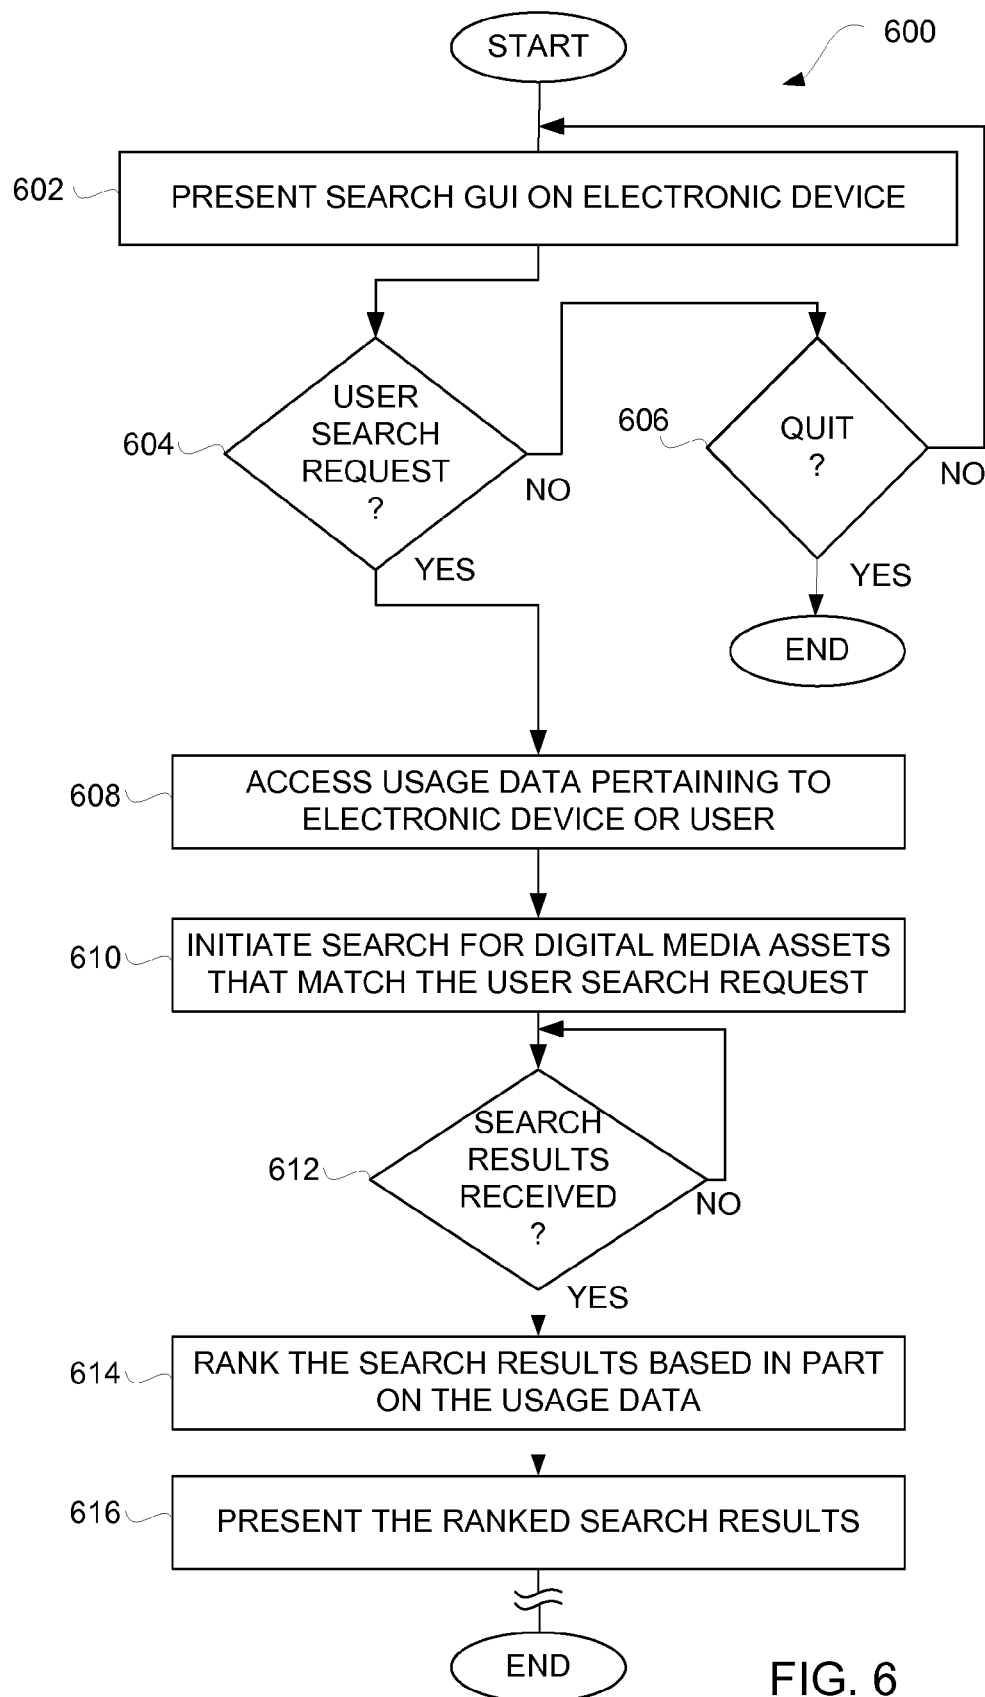 START
600
602
PRESENT SEARCH GUI ON ELECTRONIC DEVICE
604
USER
SEARCH
REQUEST
?
NO
YES
606
QUIT
?
NO
YES
END
608
ACCESS USAGE DATA PERTAINING TO
ELECTRONIC DEVICE OR USER
610
INITIATE SEARCH FOR DIGITAL MEDIA ASSETS
THAT MATCH THE USER SEARCH REQUEST
612
SEARCH
RESULTS
RECEIVED
?
NO
YES
614
RANK THE SEARCH RESULTS BASED IN PART
ON THE USAGE DATA
616
PRESENT THE RANKED SEARCH RESULTS
END
FIG. 6